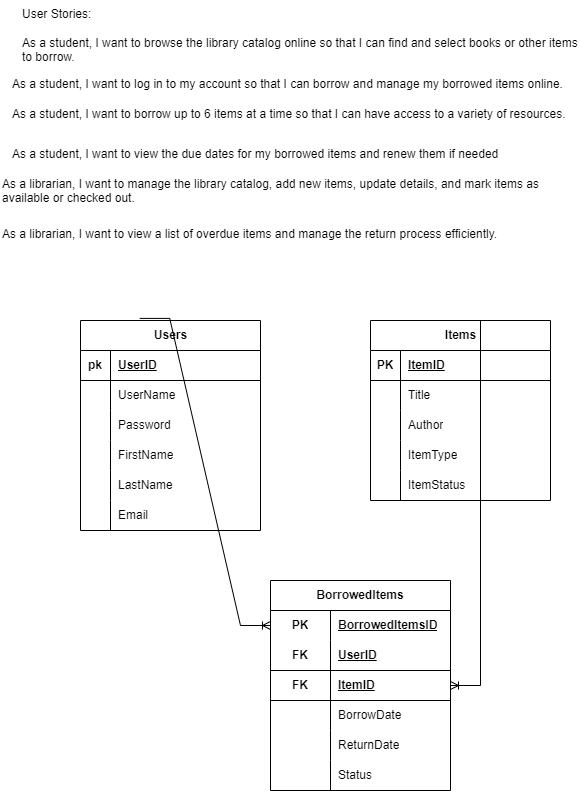 User Stories:
As a student, I want to browse the library catalog online so that I can find and select books or other items
to borrow.
As a student, I want to log in to my account so that I can borrow and manage my borrowed items online.
As a student, I want to borrow up to 6 items at a time so that I can have access to a variety of resources.
As a student, I want to view the due dates for my borrowed items and renew them if needed
As a librarian, I want to manage the library catalog, add new items, update details, and mark items as
available or checked out.
As a librarian, I want to view a list of overdue items and manage the return process efficiently.
Users
pk UserID
UserName
Password
FirstName
LastName
Email
Items
PK ItemID
Title
Author
ItemType
ItemStatus
BorrowedItems
PK BorrowedItemsID
FK UserID
FK ItemID
BorrowDate
ReturnDate
Status